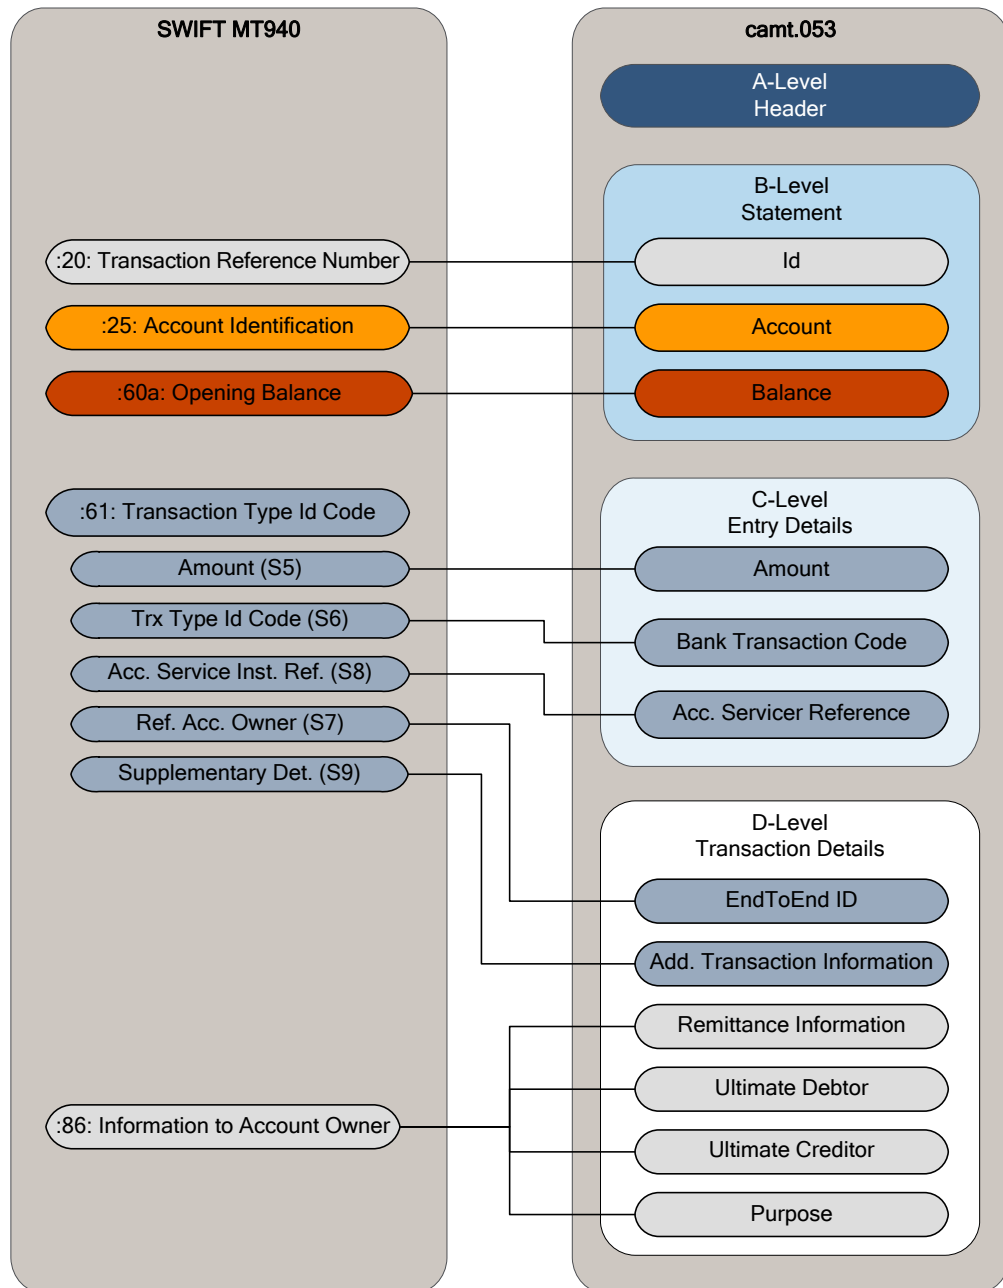 SWIFT MT940
:20: Transaction Reference Number
:25: Account Identification
:60a: Opening Balance
:61: Transaction Type Id Code
Amount (S5)
Trx Type Id Code (S6)
Acc. Service Inst. Ref. (S8)
Ref. Acc. Owner (S7)
Supplementary Det. (S9)
:86: Information to Account Owner
camt.053
A-Level
Header
B-Level
Statement
Id
Account
Balance
C-Level
Entry Details
Amount
Bank Transaction Code
Acc. Servicer Reference
D-Level
Transaction Details
EndToEnd ID
Add. Transaction Information
Remittance Information
Ultimate Debtor
Ultimate Creditor
Purpose